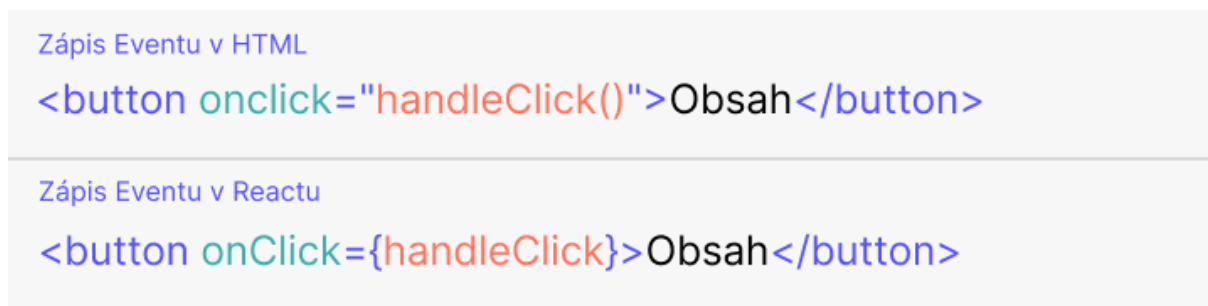 Zápis Eventu v HTML
<button onclick="handleClick()">Obsah</button>
Zápis Eventu v Reactu
<button onClick={handleClick}>Obsah</button>